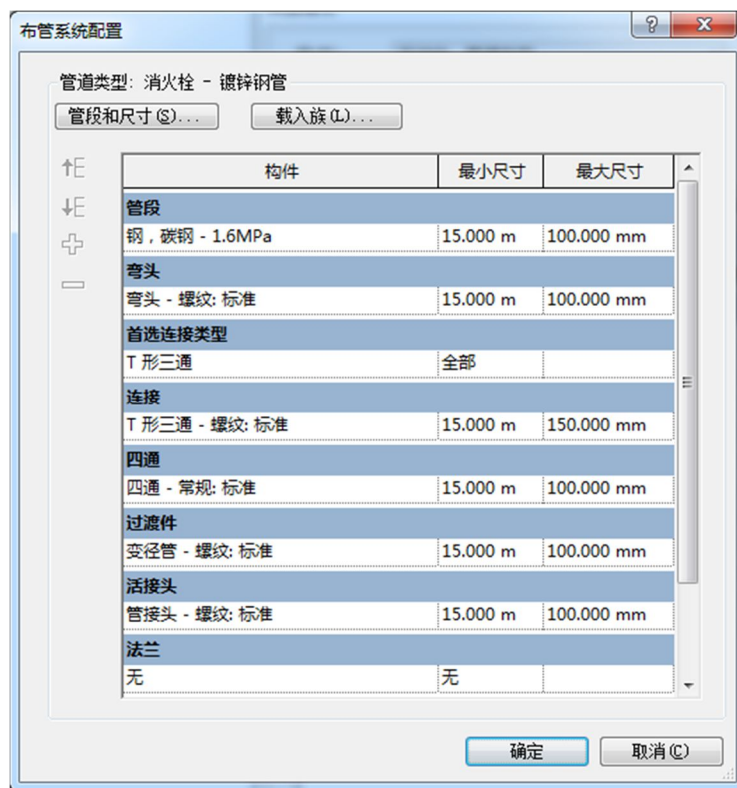 布管系统配置
管道类型: 消火栓 - 镀锌钢管
管段和尺寸(S)... 载入族(L)...
构件 最小尺寸 最大尺寸
管段
钢，碳钢 - 1.6MPa 15.000 m 100.000 mm
弯头
弯头 - 螺纹: 标准 15.000 m 100.000 mm
首选连接类型
T 形三通 全部
连接
T 形三通 - 螺纹: 标准 15.000 m 150.000 mm
四通
四通 - 常规: 标准 15.000 m 100.000 mm
过渡件
变径管 - 螺纹: 标准 15.000 m 100.000 mm
活接头
管接头 - 螺纹: 标准 15.000 m 100.000 mm
法兰
无 无
确定 取消(C)